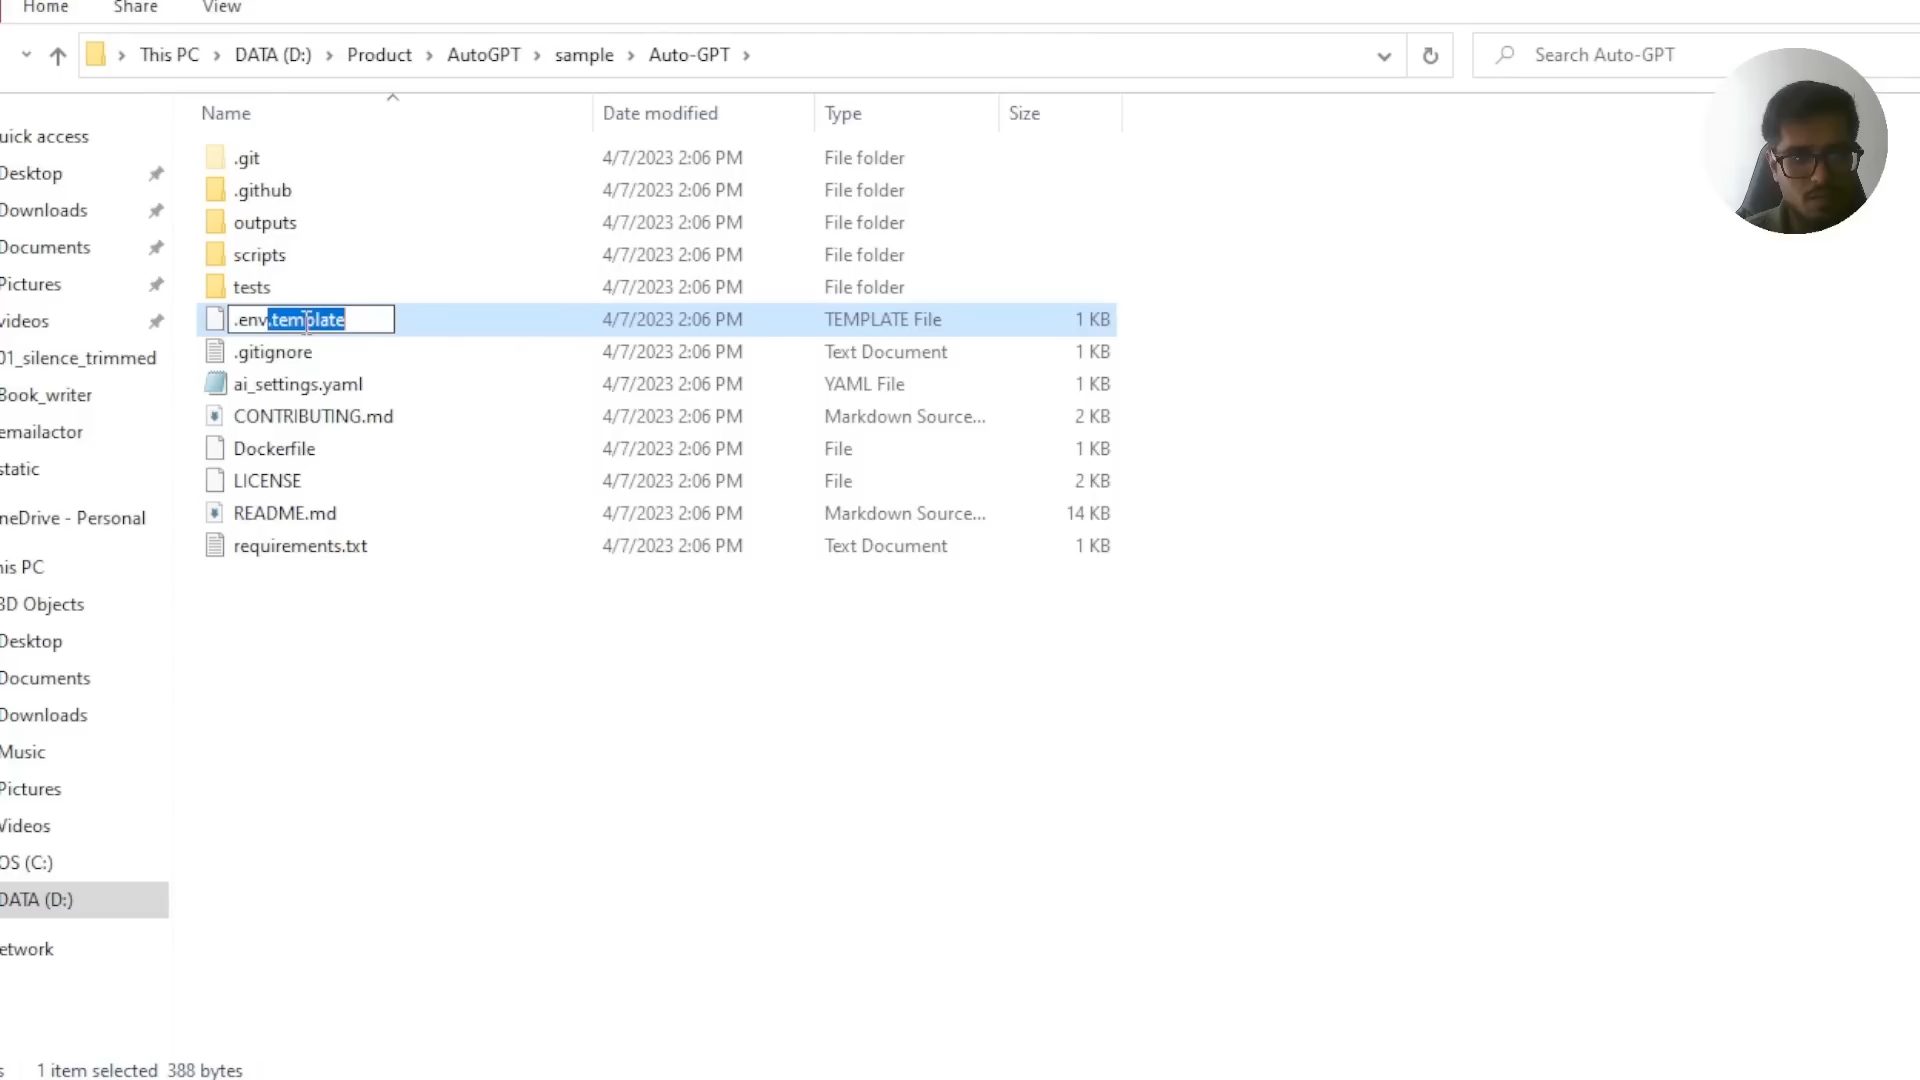 Home Share View
This PC > DATA (D:) > Product > AutoGPT > sample > Auto-GPT >
Search Auto-GPT
Name Date modified Type Size
uick access
Desktop
Downloads
Documents
Pictures
videos
01_silence_trimmed
Book_writer
emailactor
static
neDrive - Personal
his PC
3D Objects
Desktop
Documents
Downloads
Music
Pictures
Videos
OS (C:)
DATA (D:)
etwork
.git 4/7/2023 2:06 PM File folder
.github 4/7/2023 2:06 PM File folder
outputs 4/7/2023 2:06 PM File folder
scripts 4/7/2023 2:06 PM File folder
tests 4/7/2023 2:06 PM File folder
.env.template 4/7/2023 2:06 PM TEMPLATE File 1 KB
.gitignore 4/7/2023 2:06 PM Text Document 1 KB
ai_settings.yaml 4/7/2023 2:06 PM YAML File 1 KB
CONTRIBUTING.md 4/7/2023 2:06 PM Markdown Source... 2 KB
Dockerfile 4/7/2023 2:06 PM File 1 KB
LICENSE 4/7/2023 2:06 PM File 2 KB
README.md 4/7/2023 2:06 PM Markdown Source... 14 KB
requirements.txt 4/7/2023 2:06 PM Text Document 1 KB
s 1 item selected 388 bytes